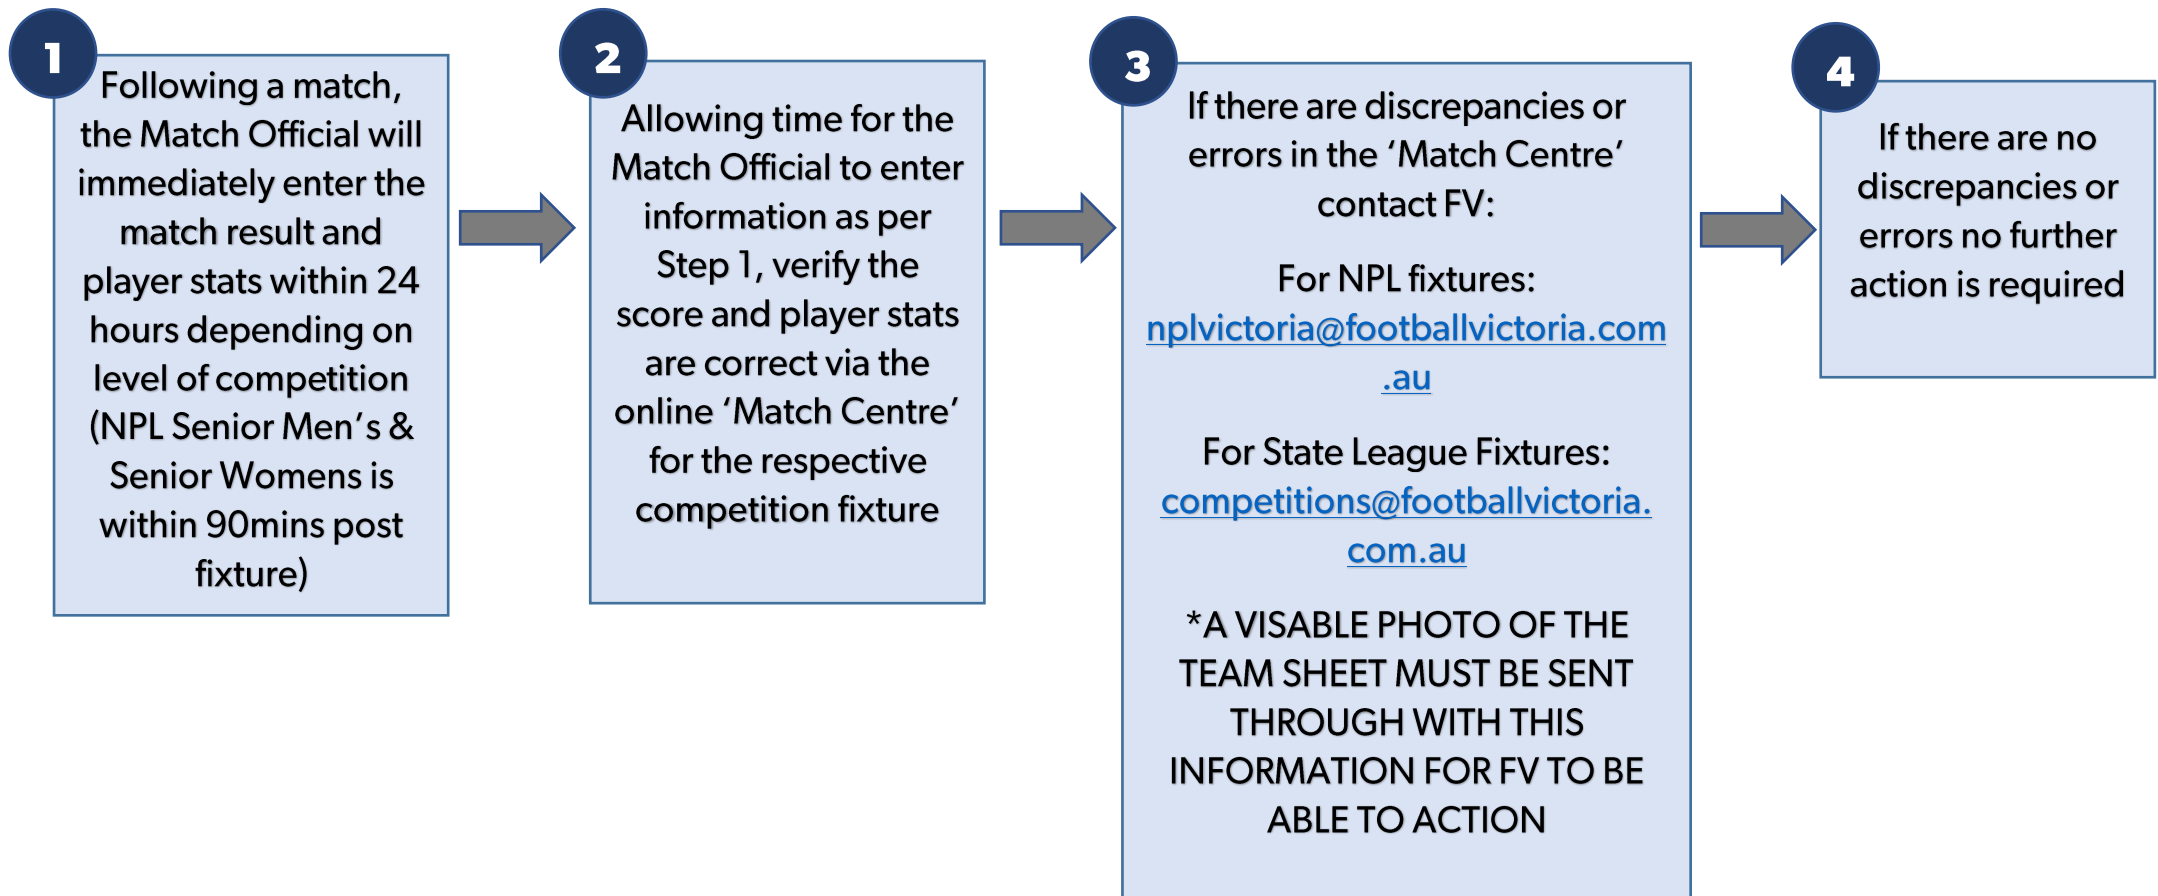 1
Following a match,
the Match Official will
immediately enter the
match result and
player stats within 24
hours depending on
level of competition
(NPL Senior Men's &
Senior Womens is
within 90mins post
fixture)
2
Allowing time for the
Match Official to enter
information as per
Step 1, verify the
score and player stats
are correct via the
online ‘Match Centre’
for the respective
competition fixture
3
If there are discrepancies or
errors in the ‘Match Centre’
contact FV:
For NPL fixtures:
nplvictoria@footballvictoria.com
.au
For State League Fixtures:
competitions@footballvictoria.
com.au
*A VISABLE PHOTO OF THE
TEAM SHEET MUST BE SENT
THROUGH WITH THIS
INFORMATION FOR FV TO BE
ABLE TO ACTION
4
If there are no
discrepancies or
errors no further
action is required